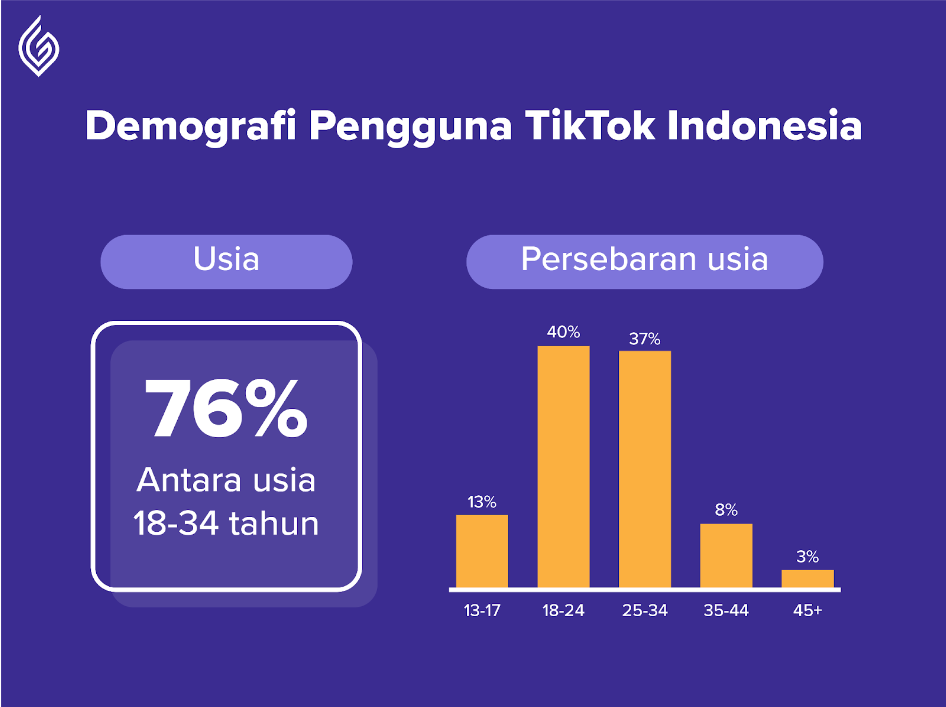 Demografi Pengguna TikTok Indonesia
Usia
76%
Antara usia
18-34 tahun
Persebaran usia
40%
37%
13%
8%
3%
13-17
18-24
25-34
35-44
45+